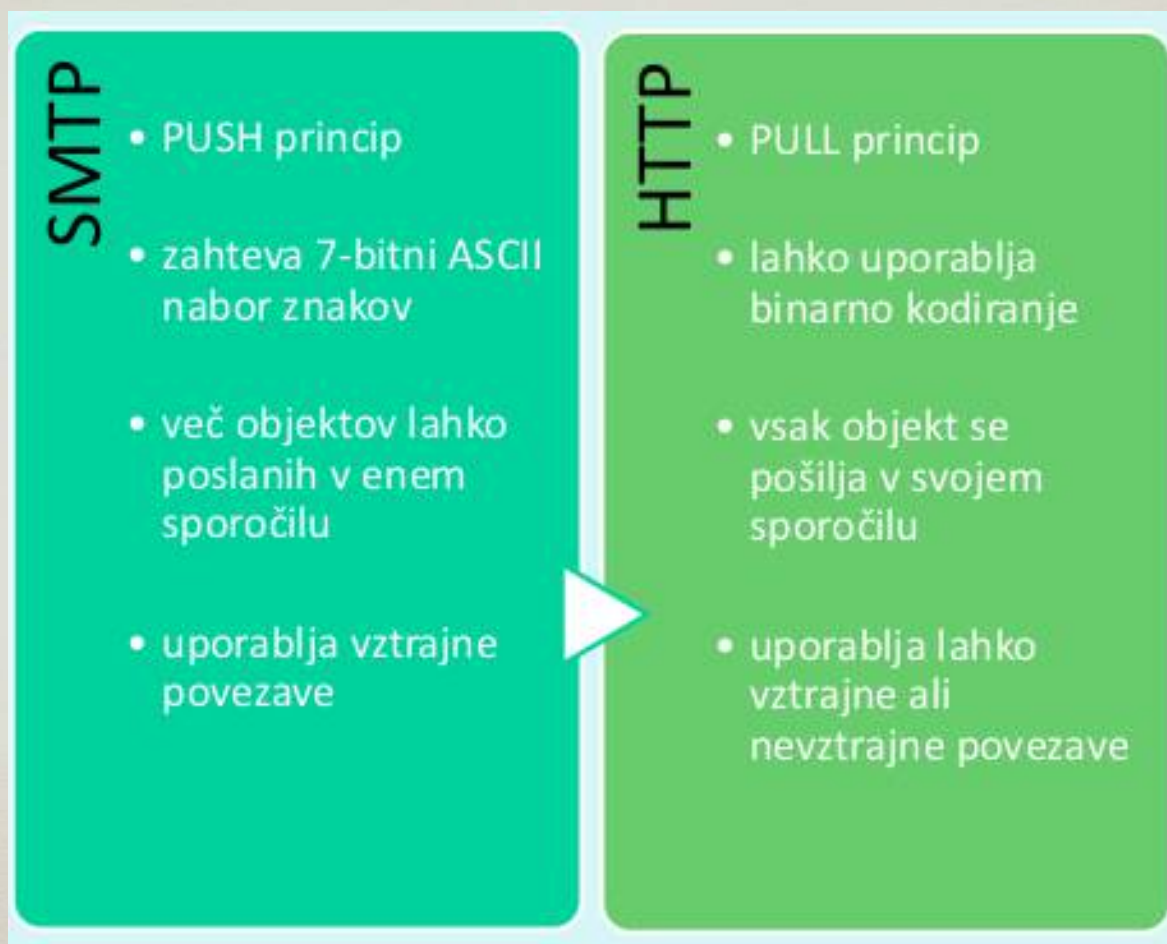 SMTP
• PUSH princip
• zahteva 7-bitni ASCII
nabor znakov
• več objektov lahko
poslanih v enem
sporočilu
• uporablja vztrajne
povezave
HTTP
• PULL princip
• lahko uporablja
binarno kodiranje
• vsak objekt se
pošilja v svojem
sporočilu
• uporablja lahko
vztrajne ali
nevztrajne povezave